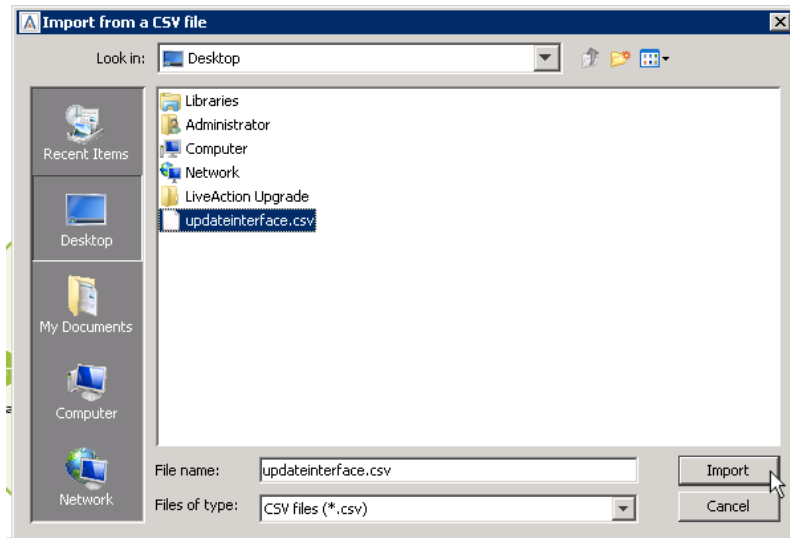 Import from a CSV file
Look in:
Desktop
Recent Items
Desktop
My Documents
Computer
Network
Libraries
Administrator
Computer
Network
LiveAction Upgrade
updateinterface.csv
File name:
updateinterface.csv
Import
Files of type:
CSV files (*.csv)
Cancel